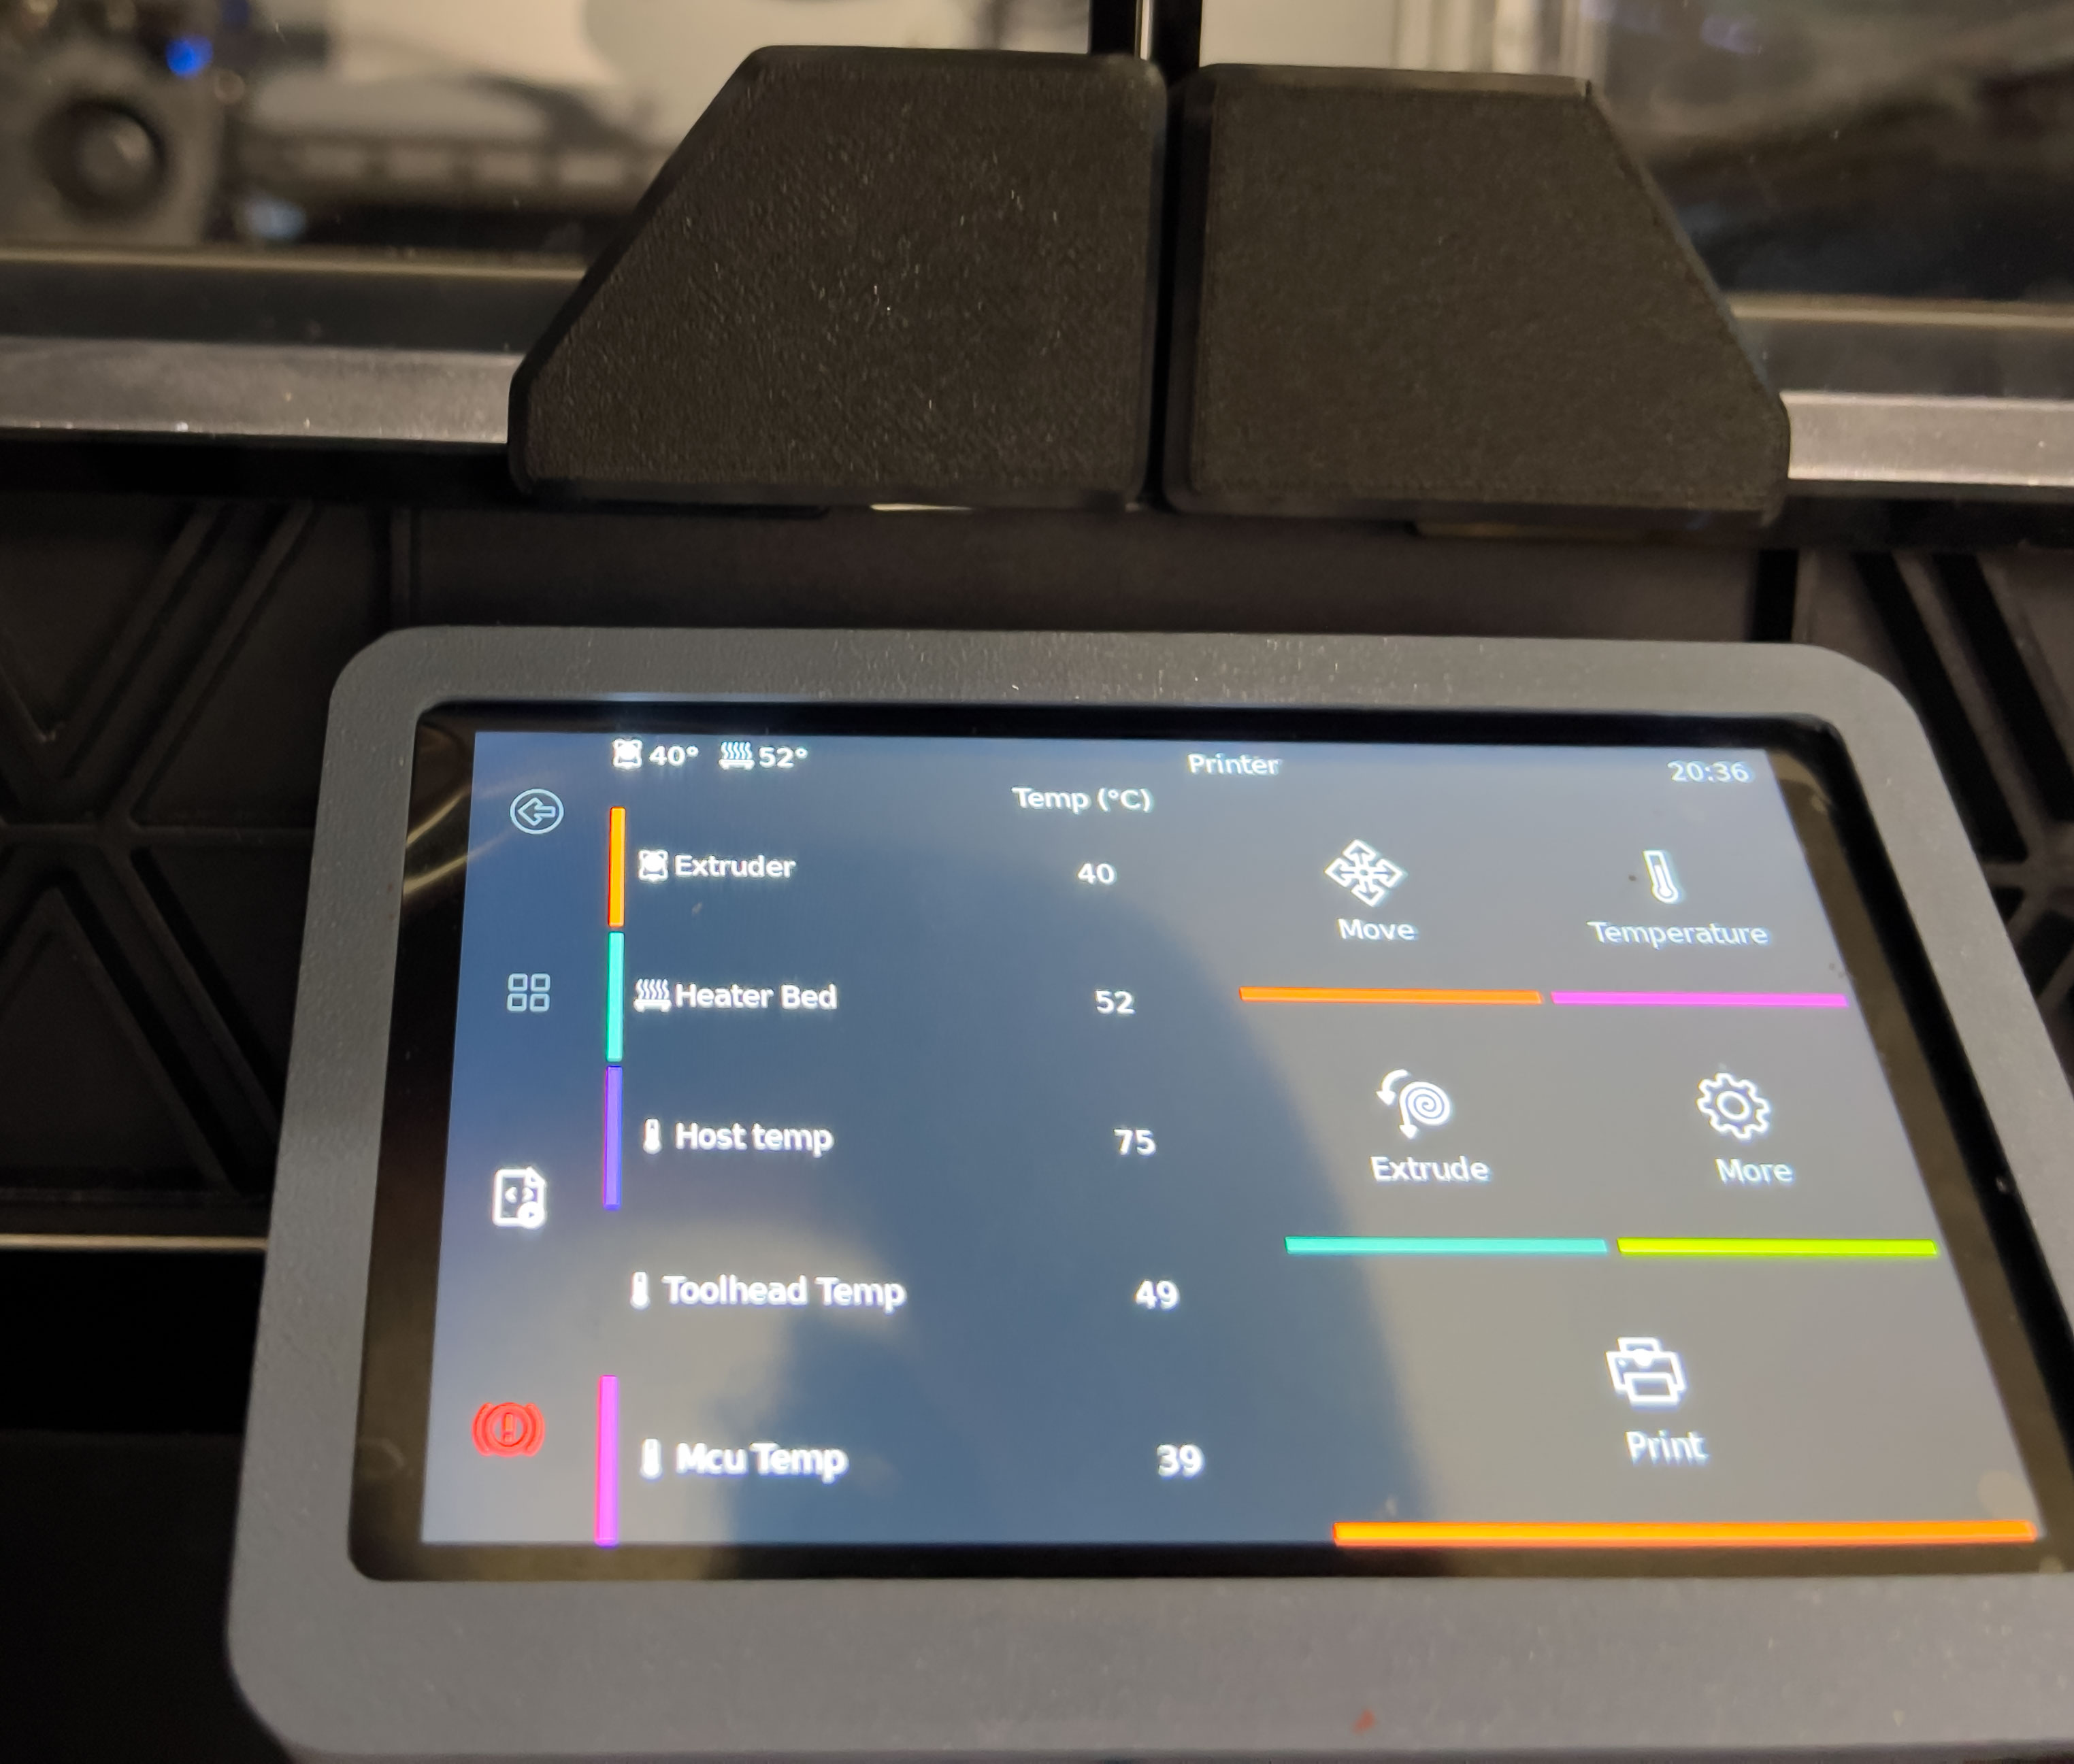 40° 52° Printer 20:36
Temp (°C)
Extruder 40
Heater Bed 52
Host temp 75
Toolhead Temp 49
Mcu Temp 39
Move Temperature
Extrude More
Print